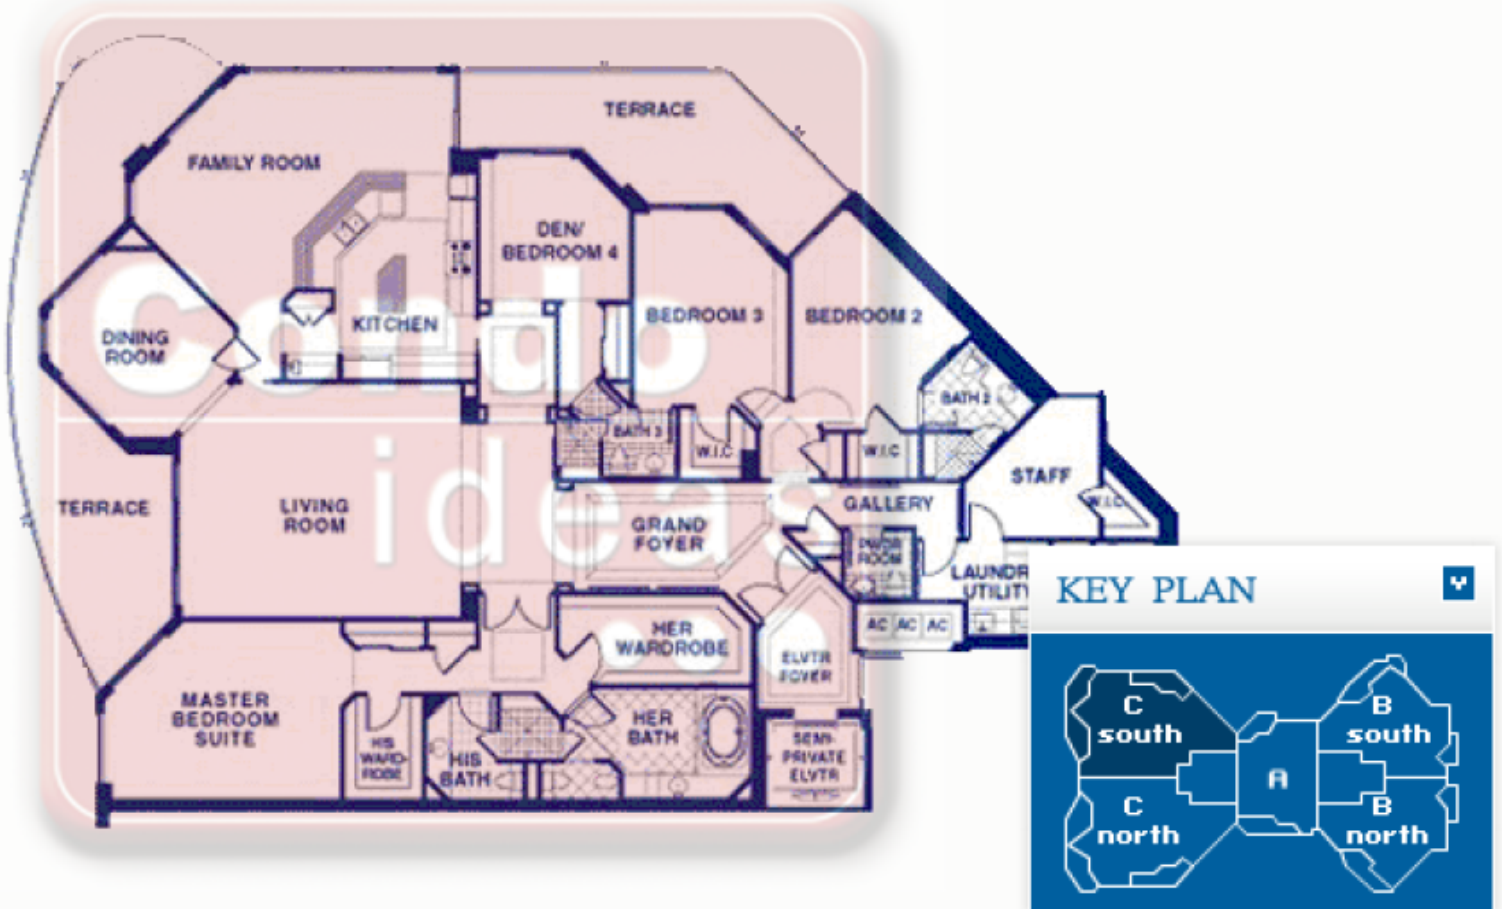 TERRACE
FAMILY ROOM
DEN/
BEDROOM 4
BEDROOM 3
BEDROOM 2
KITCHEN
DINING
ROOM
BATH 2
BATH 3
W.I.C
W.I.C
STAFF
W.I.C
TERRACE
LIVING
ROOM
GRAND
FOYER
GALLERY
PWDR
ROOM
LAUNDR
UTILITY
AC AC AC
HER
WARDROBE
ELVTR
FOYER
MASTER
BEDROOM
SUITE
HIS
WARD-
ROBE
HIS
BATH
HER
BATH
SEMI-
PRIVATE
ELVTR
Condo
ideas
KEY PLAN
C
south
B
south
A
C
north
B
north